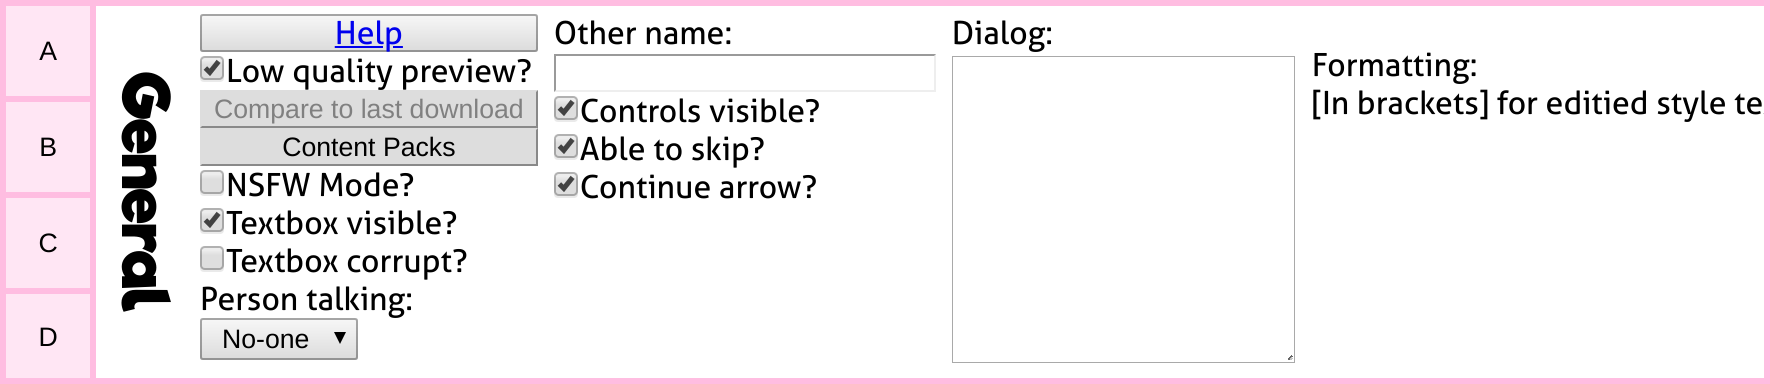 A
B
C
D
General
Help
Low quality preview?
Compare to last download
Content Packs
NSFW Mode?
Textbox visible?
Textbox corrupt?
Person talking:
No-one
Other name:
Controls visible?
Able to skip?
Continue arrow?
Dialog:
Formatting:
[In brackets] for editied style te